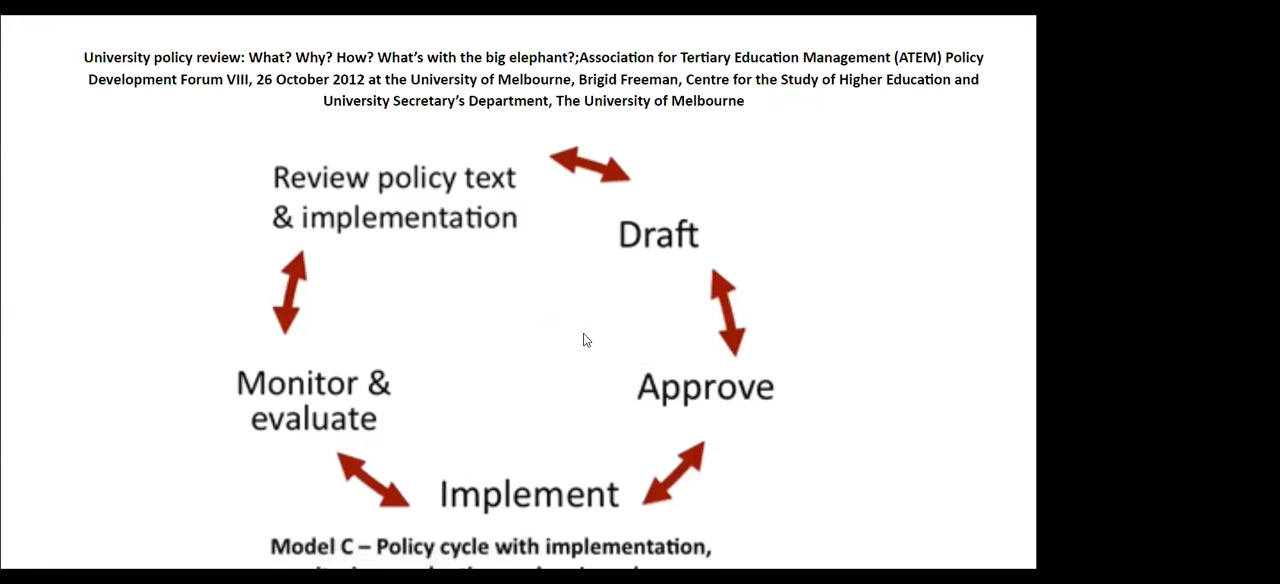 University policy review: What? Why? How? What's with the big elephant?;Association for Tertiary Education Management (ATEM) Policy
Development Forum VIII, 26 October 2012 at the University of Melbourne, Brigid Freeman, Centre for the Study of Higher Education and
University Secretary's Department, The University of Melbourne
Review policy text
& implementation
Draft
Monitor &
evaluate
Approve
Implement
Model C – Policy cycle with implementation,